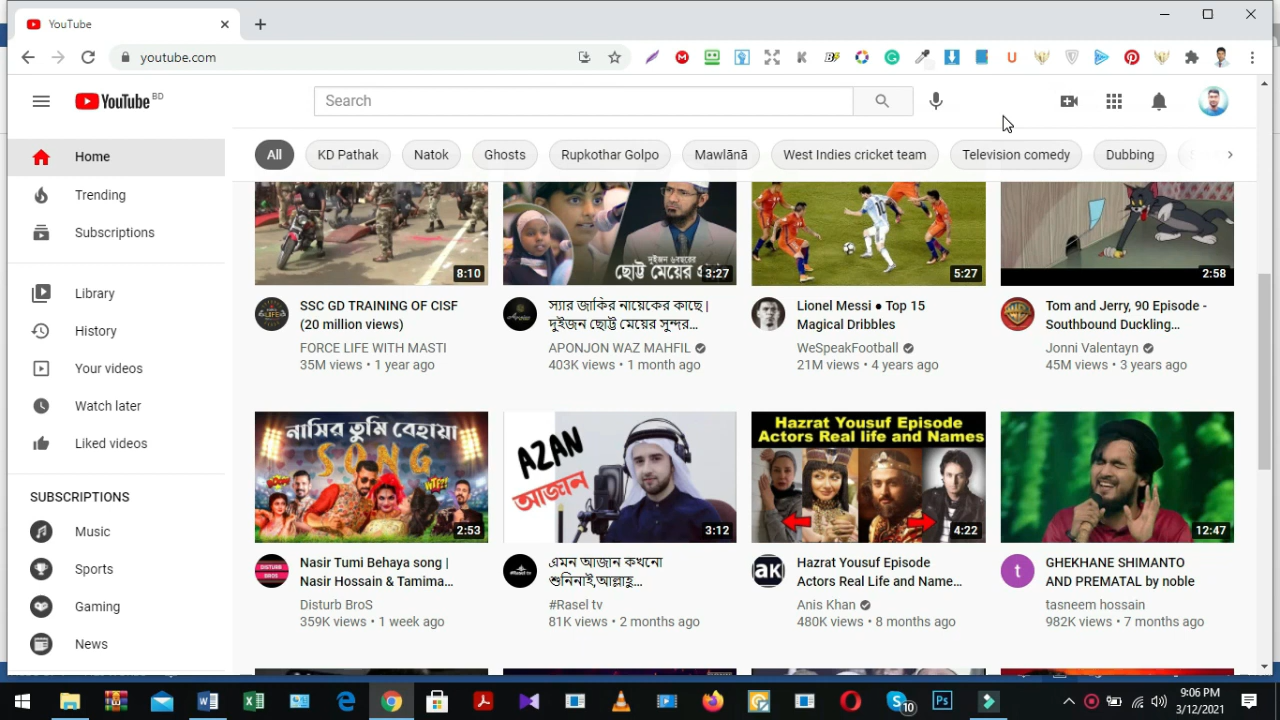 YouTube
youtube.com
YouTube BD
Search
Home
Trending
Subscriptions
Library
History
Your videos
Watch later
Liked videos
SUBSCRIPTIONS
Music
Sports
Gaming
News
All
KD Pathak
Natok
Ghosts
Rupkothar Golpo
Mawlānā
West Indies cricket team
Television comedy
Dubbing
8:10
SSC GD TRAINING OF CISF
(20 million views)
FORCE LIFE WITH MASTI
35M views • 1 year ago
দুইজন ৬বছরের
ছোট্ট মেয়ের
3:27
স্যার জাকির নায়েকের কাছে |
দুইজন ছোট্ট মেয়ের সুন্দর...
APONJON WAZ MAHFIL
403K views • 1 month ago
5:27
Lionel Messi ● Top 15
Magical Dribbles
WeSpeakFootball
21M views • 4 years ago
2:58
Tom and Jerry, 90 Episode -
Southbound Duckling...
Jonni Valentayn
45M views • 3 years ago
নাসির তুমি বেহায়া
SONG
WTF?!
2:53
DISTURB
BROS
Nasir Tumi Behaya song |
Nasir Hossain & Tamima...
Disturb BroS
359K views • 1 week ago
AZAN
আজান
3:12
#Rasel tv
এমন আজান কখনো
শুনিনাই,আল্লাহু...
#Rasel tv
81K views • 2 months ago
Hazrat Yousuf Episode
Actors Real life and Names
4:22
aK
Hazrat Yousuf Episode
Actors Real Life and Name...
Anis Khan
480K views • 8 months ago
12:47
t
GHEKHANE SHIMANTO
AND PREMATAL by noble
tasneem hossain
982K views • 7 months ago
10
9:06 PM
3/12/2021